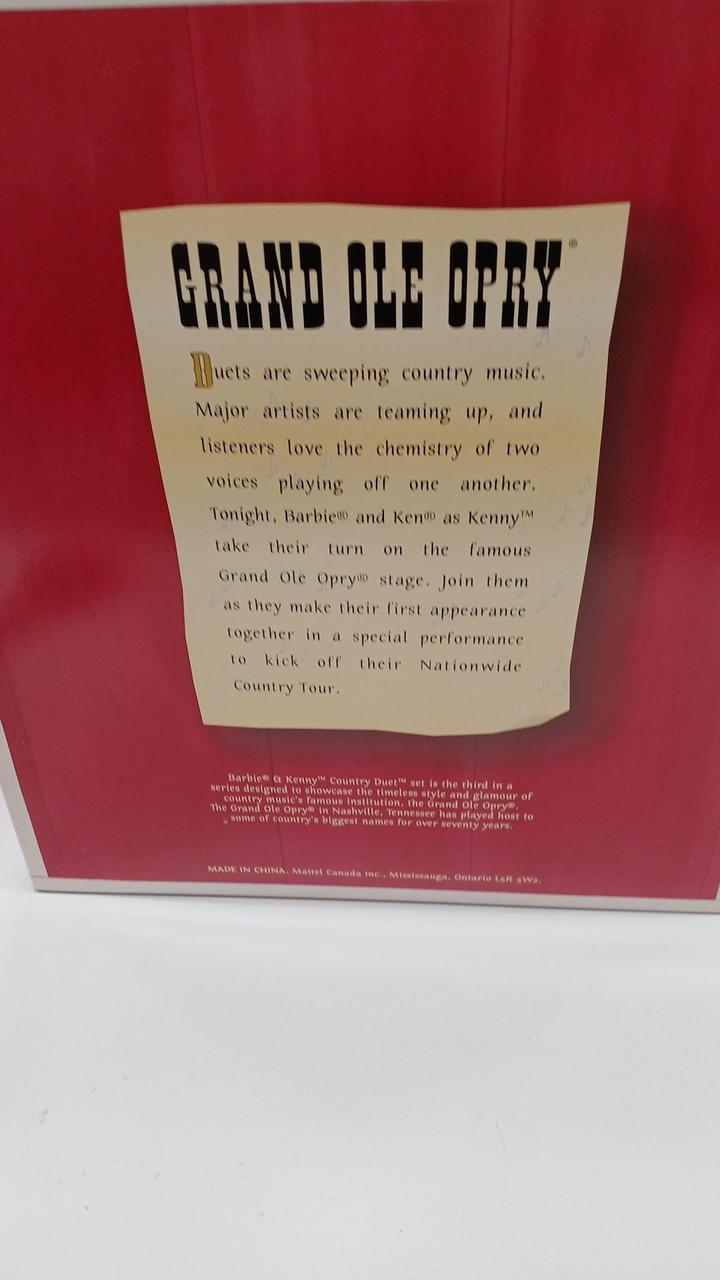 GRAND OLE OPRY®
Duets are sweeping country music.
Major artists are teaming up, and
listeners love the chemistry of two
voices playing off one another.
Tonight, Barbie® and Ken® as Kenny™
take their turn on the famous
Grand Ole Opry® stage. Join them
as they make their first appearance
together in a special performance
to kick off their Nationwide
Country Tour.
Barbie® & Kenny™ Country Duet™ set is the third in a
series designed to showcase the timeless style and glamour of
country music's famous institution, the Grand Ole Opry®.
The Grand Ole Opry® in Nashville, Tennessee has played host to
some of country's biggest names for over seventy years.
MADE IN CHINA. Mattel Canada Inc., Mississauga, Ontario L5R 3W2.